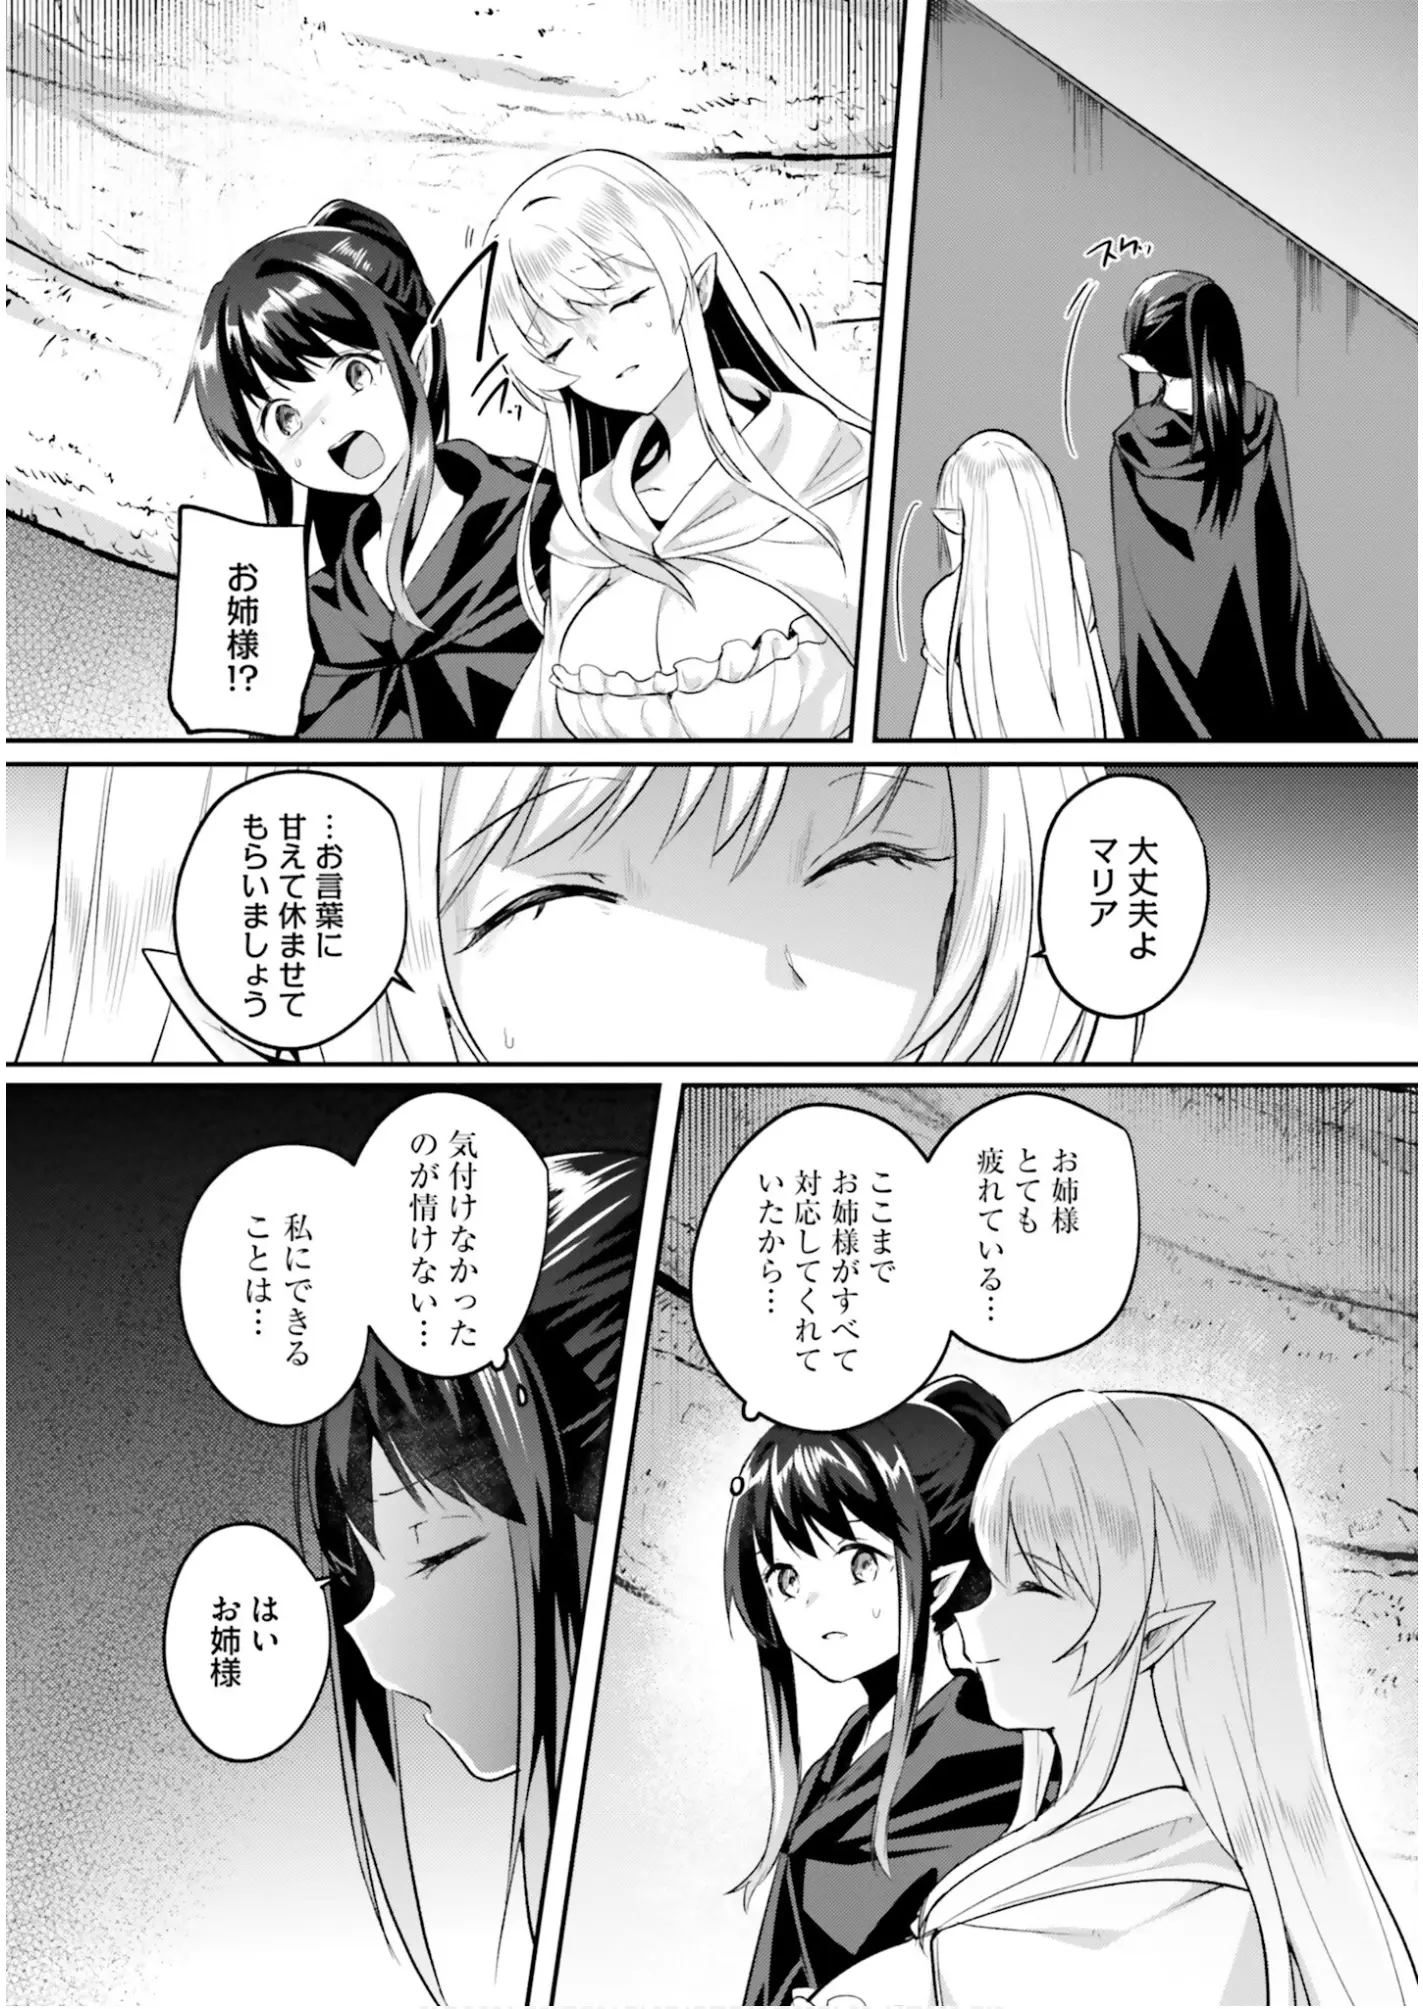 スクッ
お姉様!?
大丈夫よ
マリア
…お言葉に
甘えて休ませて
もらいましょう
お姉様
とても
疲れている…
ここまで
お姉様がすべて
対応してくれて
いたから…
気付けなかった
のが情けない…
私にできる
ことは…
はい
お姉様